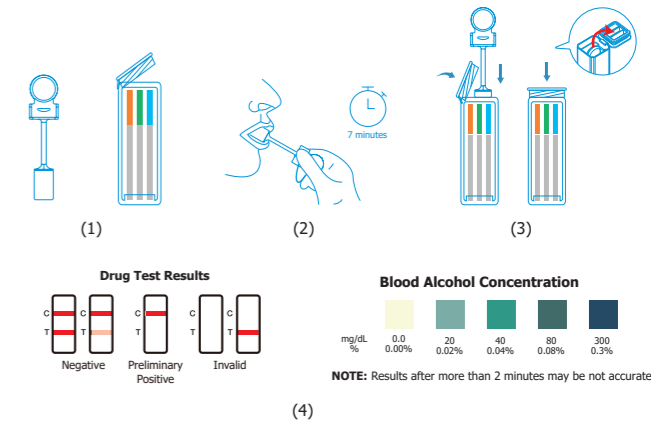 7 minutes
(1)
(2)
(3)
Drug Test Results
C
T
C
T
C
T
Negative
Preliminary
Positive
Invalid
Blood Alcohol Concentration
mg/dL 0.0 20 40 80 300
% 0.00% 0.02% 0.04% 0.08% 0.3%
NOTE: Results after more than 2 minutes may be not accurate
(4)